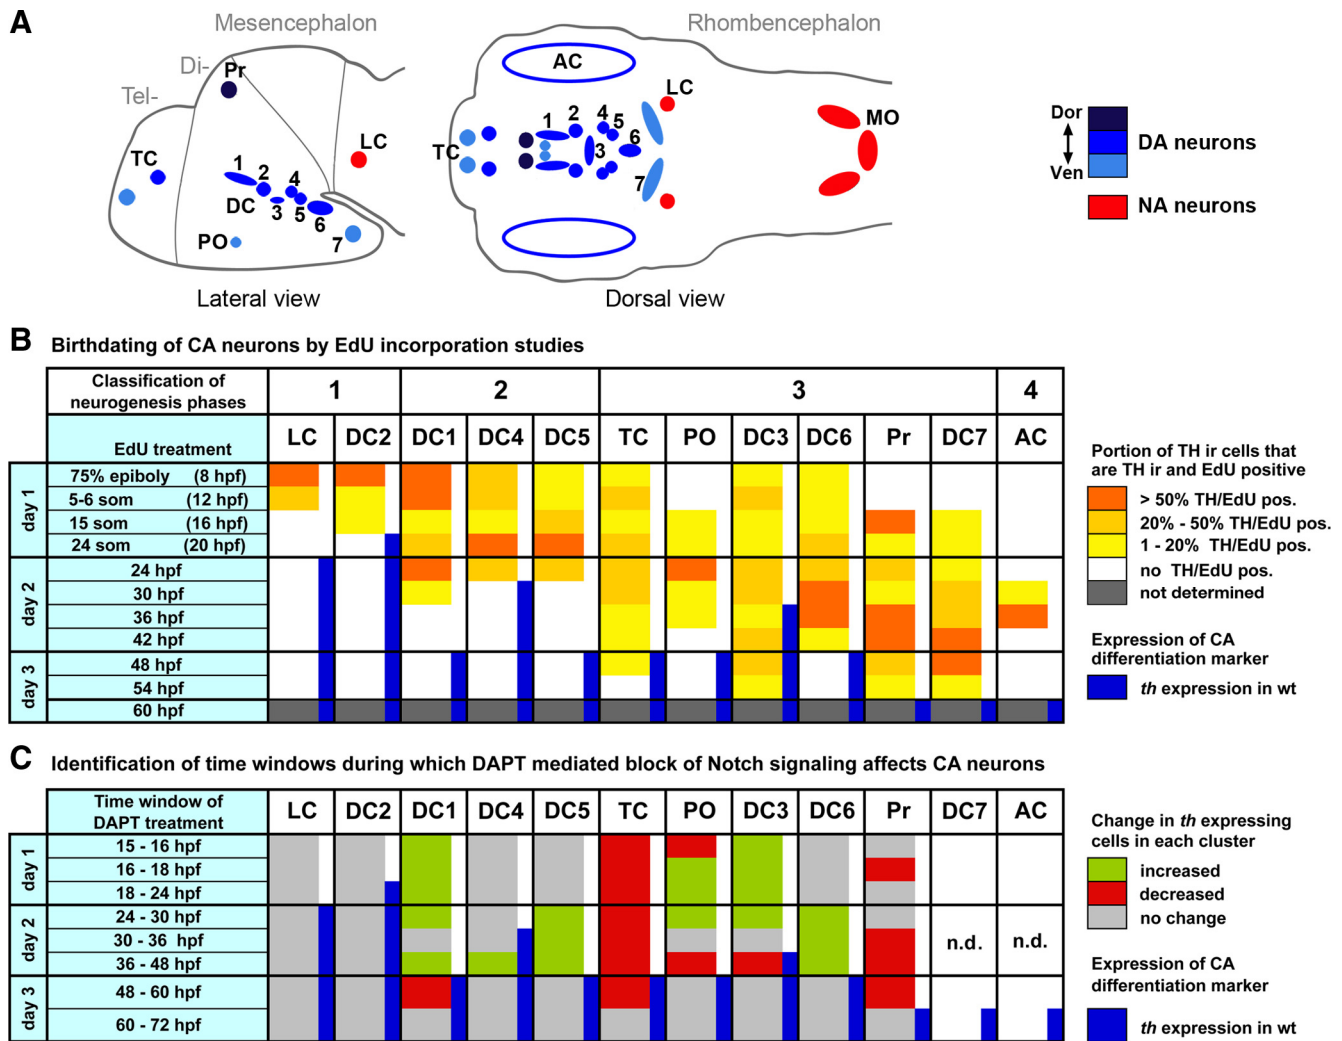 A
Mesencephalon
Rhombencephalon
Di-
Pr
Tel-
AC
LC
LC
TC
1
2
4
DC
3
5
6
PO
7
TC
1
2
4
5
3
6
7
MO
Dor
Ven
DA neurons
NA neurons
Lateral view
Dorsal view
B Birthdating of CA neurons by EdU incorporation studies
Classification of
neurogenesis phases
1 2 3 4
EdU treatment LC DC2 DC1 DC4 DC5 TC PO DC3 DC6 Pr DC7 AC
day 1
75% epiboly (8 hpf)
5-6 som (12 hpf)
15 som (16 hpf)
24 som (20 hpf)
day 2
24 hpf
30 hpf
36 hpf
42 hpf
day 3
48 hpf
54 hpf
60 hpf
Portion of TH ir cells that
are TH ir and EdU positive
> 50% TH/EdU pos.
20% - 50% TH/EdU pos.
1 - 20% TH/EdU pos.
no TH/EdU pos.
not determined
Expression of CA
differentiation marker
th expression in wt
C Identification of time windows during which DAPT mediated block of Notch signaling affects CA neurons
Time window of
DAPT treatment
LC DC2 DC1 DC4 DC5 TC PO DC3 DC6 Pr DC7 AC
day 1
15 - 16 hpf
16 - 18 hpf
18 - 24 hpf
day 2
24 - 30 hpf
30 - 36 hpf
36 - 48 hpf
day 3
48 - 60 hpf
60 - 72 hpf
n.d. n.d.
Change in th expressing
cells in each cluster
increased
decreased
no change
Expression of CA
differentiation marker
th expression in wt